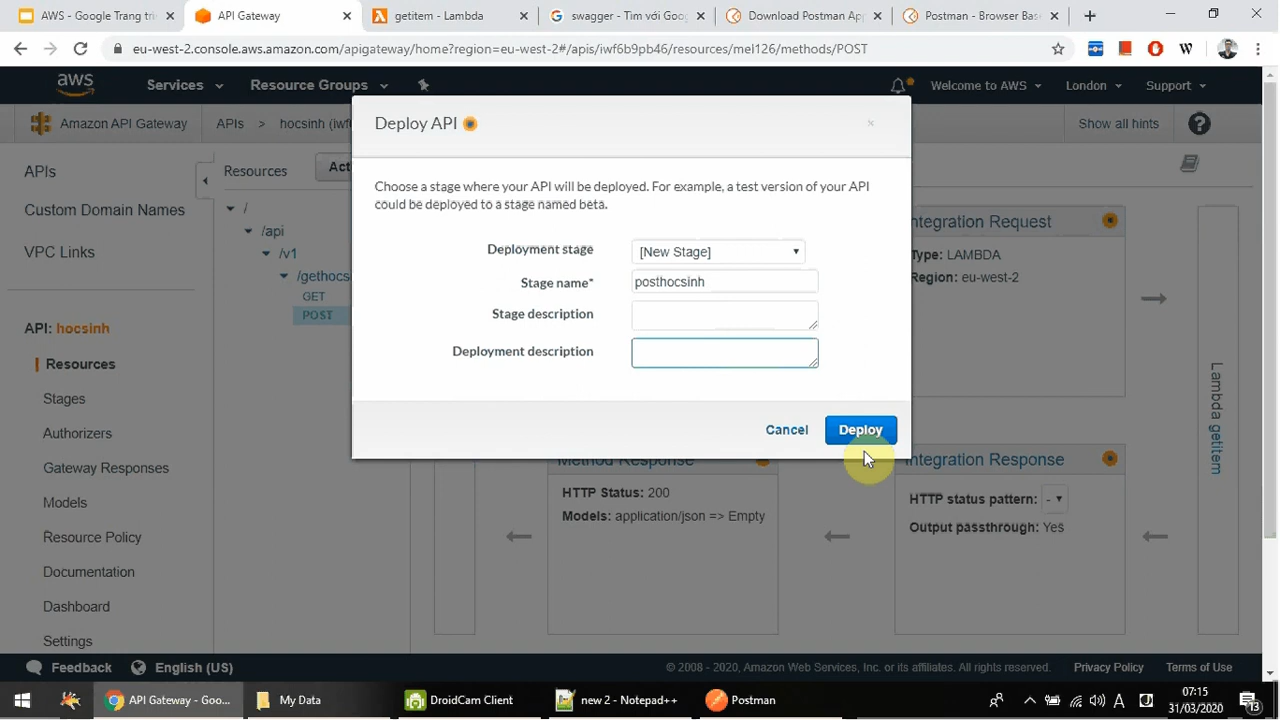 AWS - Google Trang tr
API Gateway
getitem - Lambda
swagger - Tìm với Goo
Download Postman Ap
Postman - Browser Bas
eu-west-2.console.aws.amazon.com/apigateway/home?region=eu-west-2#/apis/iwf6b9pb46/resources/mel126/methods/POST
aws
Services
Resource Groups
Welcome to AWS
London
Support
Amazon API Gateway
APIs
>
hocsinh (iwf
Show all hints
Deploy API
Choose a stage where your API will be deployed. For example, a test version of your API
could be deployed to a stage named beta.
Deployment stage
[New Stage]
Stage name*
posthocsinh
Stage description
Deployment description
Cancel
Deploy
APIs
Custom Domain Names
VPC Links
API: hocsinh
Resources
Stages
Authorizers
Gateway Responses
Models
Resource Policy
Documentation
Dashboard
Settings
Resources
Act
/
/api
/v1
/gethocs
GET
POST
ntegration Request
Type: LAMBDA
Region: eu-west-2
Lambda getitem
Method Response
HTTP Status: 200
Models: application/json => Empty
ntegration Response
HTTP status pattern: -
Output passthrough: Yes
Feedback
English (US)
© 2008 - 2020, Amazon Web Services, Inc. or its affiliates. All rights reserved.
Privacy Policy
Terms of Use
API Gateway - Goo...
My Data
DroidCam Client
new 2 - Notepad++
Postman
07:15
31/03/2020
13